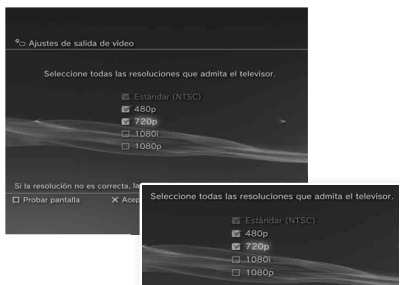 Ajustes de salida de video
Seleccione todas las resoluciones que admita el televisor.
Estándar (NTSC)
480p
720p
1080i
1080p
Si la resolución no es correcta, la
Probar pantalla
X Acep
Seleccione todas las resoluciones que admita el televisor.
Estándar (NTSC)
480p
720p
1080i
1080p